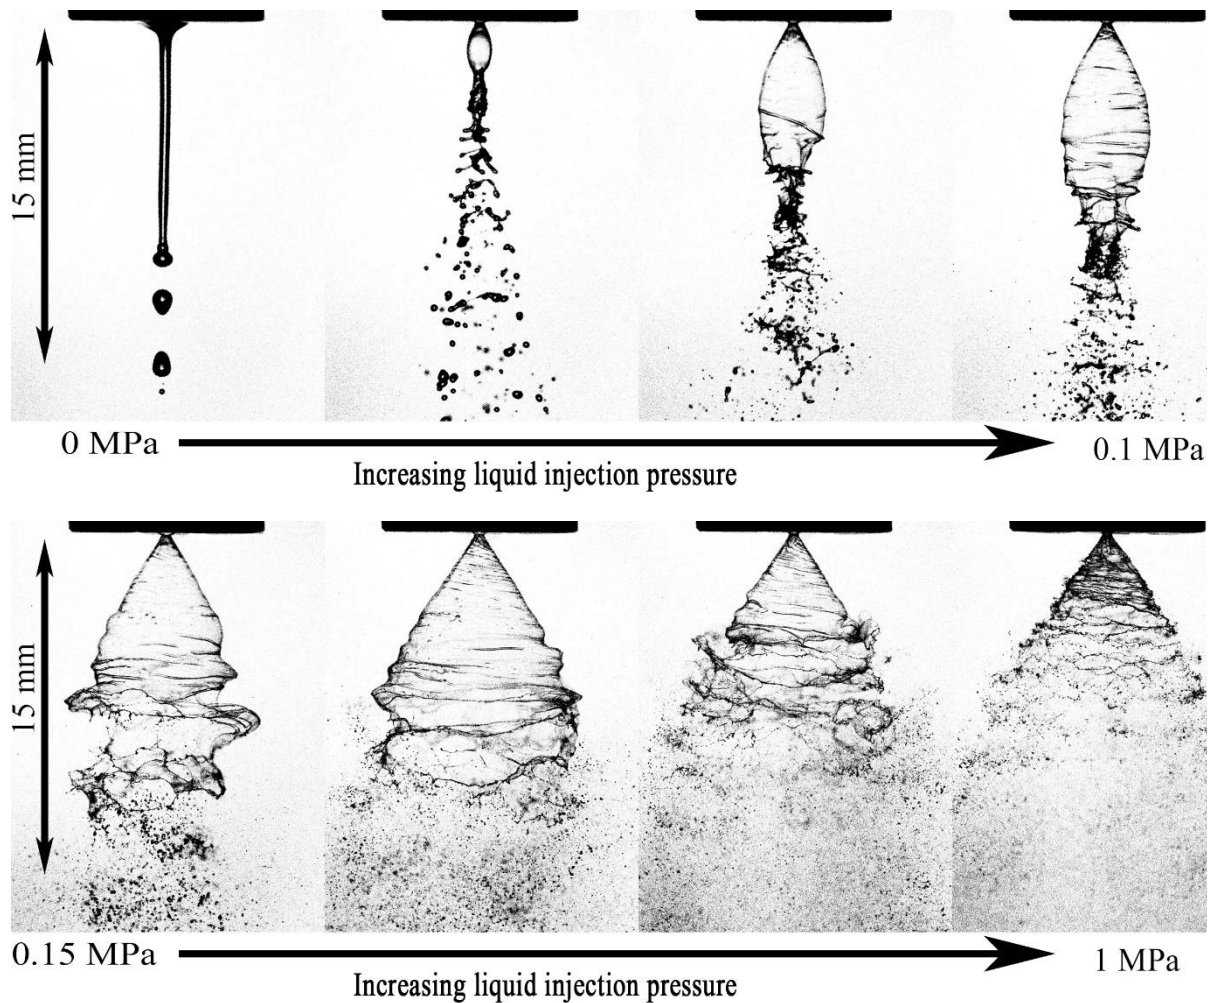 15 mm
0 MPa
0.1 MPa
Increasing liquid injection pressure
15 mm
0.15 MPa
1 MPa
Increasing liquid injection pressure